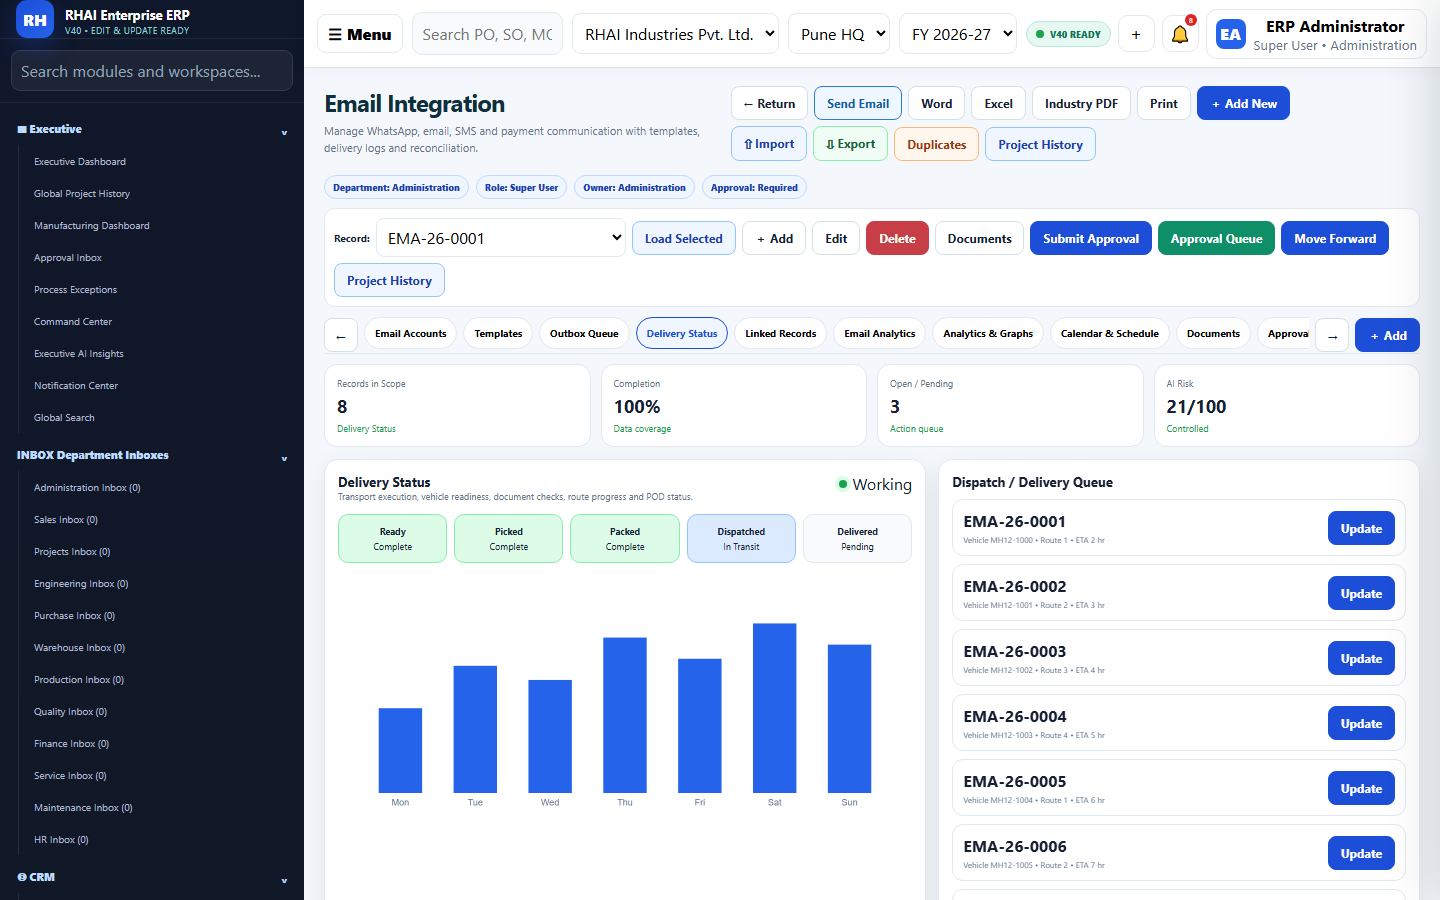 RH
RHAI Enterprise ERP
V40 • EDIT & UPDATE READY
Search modules and workspaces...
Executive
Executive Dashboard
Global Project History
Manufacturing Dashboard
Approval Inbox
Process Exceptions
Command Center
Executive AI Insights
Notification Center
Global Search
INBOX Department Inboxes
Administration Inbox (0)
Sales Inbox (0)
Projects Inbox (0)
Engineering Inbox (0)
Purchase Inbox (0)
Warehouse Inbox (0)
Production Inbox (0)
Quality Inbox (0)
Finance Inbox (0)
Service Inbox (0)
Maintenance Inbox (0)
HR Inbox (0)
CRM
☰ Menu
Search PO, SO, MO
RHAI Industries Pvt. Ltd.
Pune HQ
FY 2026-27
V40 READY
+
8
EA
ERP Administrator
Super User • Administration
Email Integration
Manage WhatsApp, email, SMS and payment communication with templates,
delivery logs and reconciliation.
← Return
Send Email
Word
Excel
Industry PDF
Print
+ Add New
⇧ Import
⇩ Export
Duplicates
Project History
Department: Administration
Role: Super User
Owner: Administration
Approval: Required
Record:
EMA-26-0001
Load Selected
+ Add
Edit
Delete
Documents
Submit Approval
Approval Queue
Move Forward
Project History
←
Email Accounts
Templates
Outbox Queue
Delivery Status
Linked Records
Email Analytics
Analytics & Graphs
Calendar & Schedule
Documents
Approval
→
+ Add
Records in Scope
8
Delivery Status
Completion
100%
Data coverage
Open / Pending
3
Action queue
AI Risk
21/100
Controlled
Delivery Status
Transport execution, vehicle readiness, document checks, route progress and POD status.
Working
Ready
Complete
Picked
Complete
Packed
Complete
Dispatched
In Transit
Delivered
Pending
Mon
Tue
Wed
Thu
Fri
Sat
Sun
Dispatch / Delivery Queue
EMA-26-0001
Vehicle MH12-1000 • Route 1 • ETA 2 hr
Update
EMA-26-0002
Vehicle MH12-1001 • Route 2 • ETA 3 hr
Update
EMA-26-0003
Vehicle MH12-1002 • Route 3 • ETA 4 hr
Update
EMA-26-0004
Vehicle MH12-1003 • Route 4 • ETA 5 hr
Update
EMA-26-0005
Vehicle MH12-1004 • Route 1 • ETA 6 hr
Update
EMA-26-0006
Vehicle MH12-1005 • Route 2 • ETA 7 hr
Update